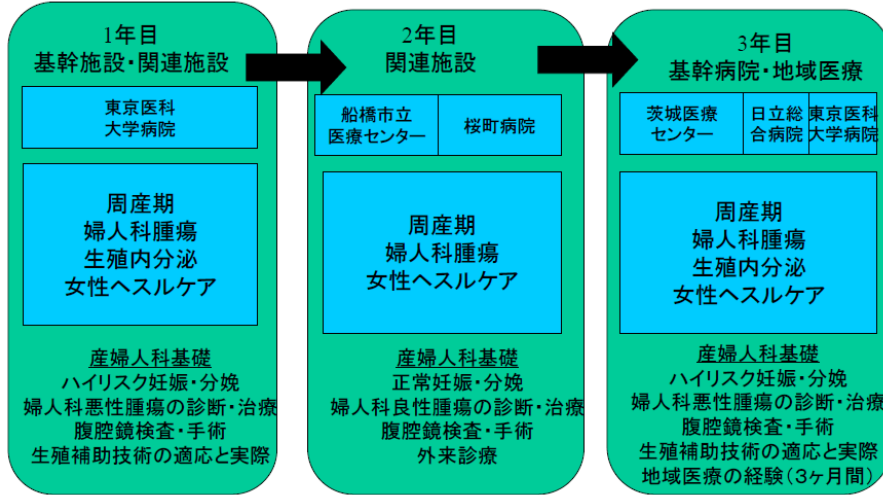 1年目
基幹施設・関連施設
東京医科
大学病院
周産期
婦人科腫瘍
生殖内分泌
女性ヘスルケア
産婦人科基礎
ハイリスク妊娠・分娩
婦人科悪性腫瘍の診断・治療
腹腔鏡検査・手術
生殖補助技術の適応と実際
2年目
関連施設
船橋市立
医療センター
桜町病院
周産期
婦人科腫瘍
女性ヘスルケア
産婦人科基礎
正常妊娠・分娩
婦人科良性腫瘍の診断・治療
腹腔鏡検査・手術
外来診療
3年目
基幹病院・地域医療
茨城医療
センター
日立総
合病院
東京医科
大学病院
周産期
婦人科腫瘍
生殖内分泌
女性ヘスルケア
産婦人科基礎
ハイリスク妊娠・分娩
婦人科悪性腫瘍の診断・治療
腹腔鏡検査・手術
生殖補助技術の適応と実際
地域医療の経験(3ヶ月間)